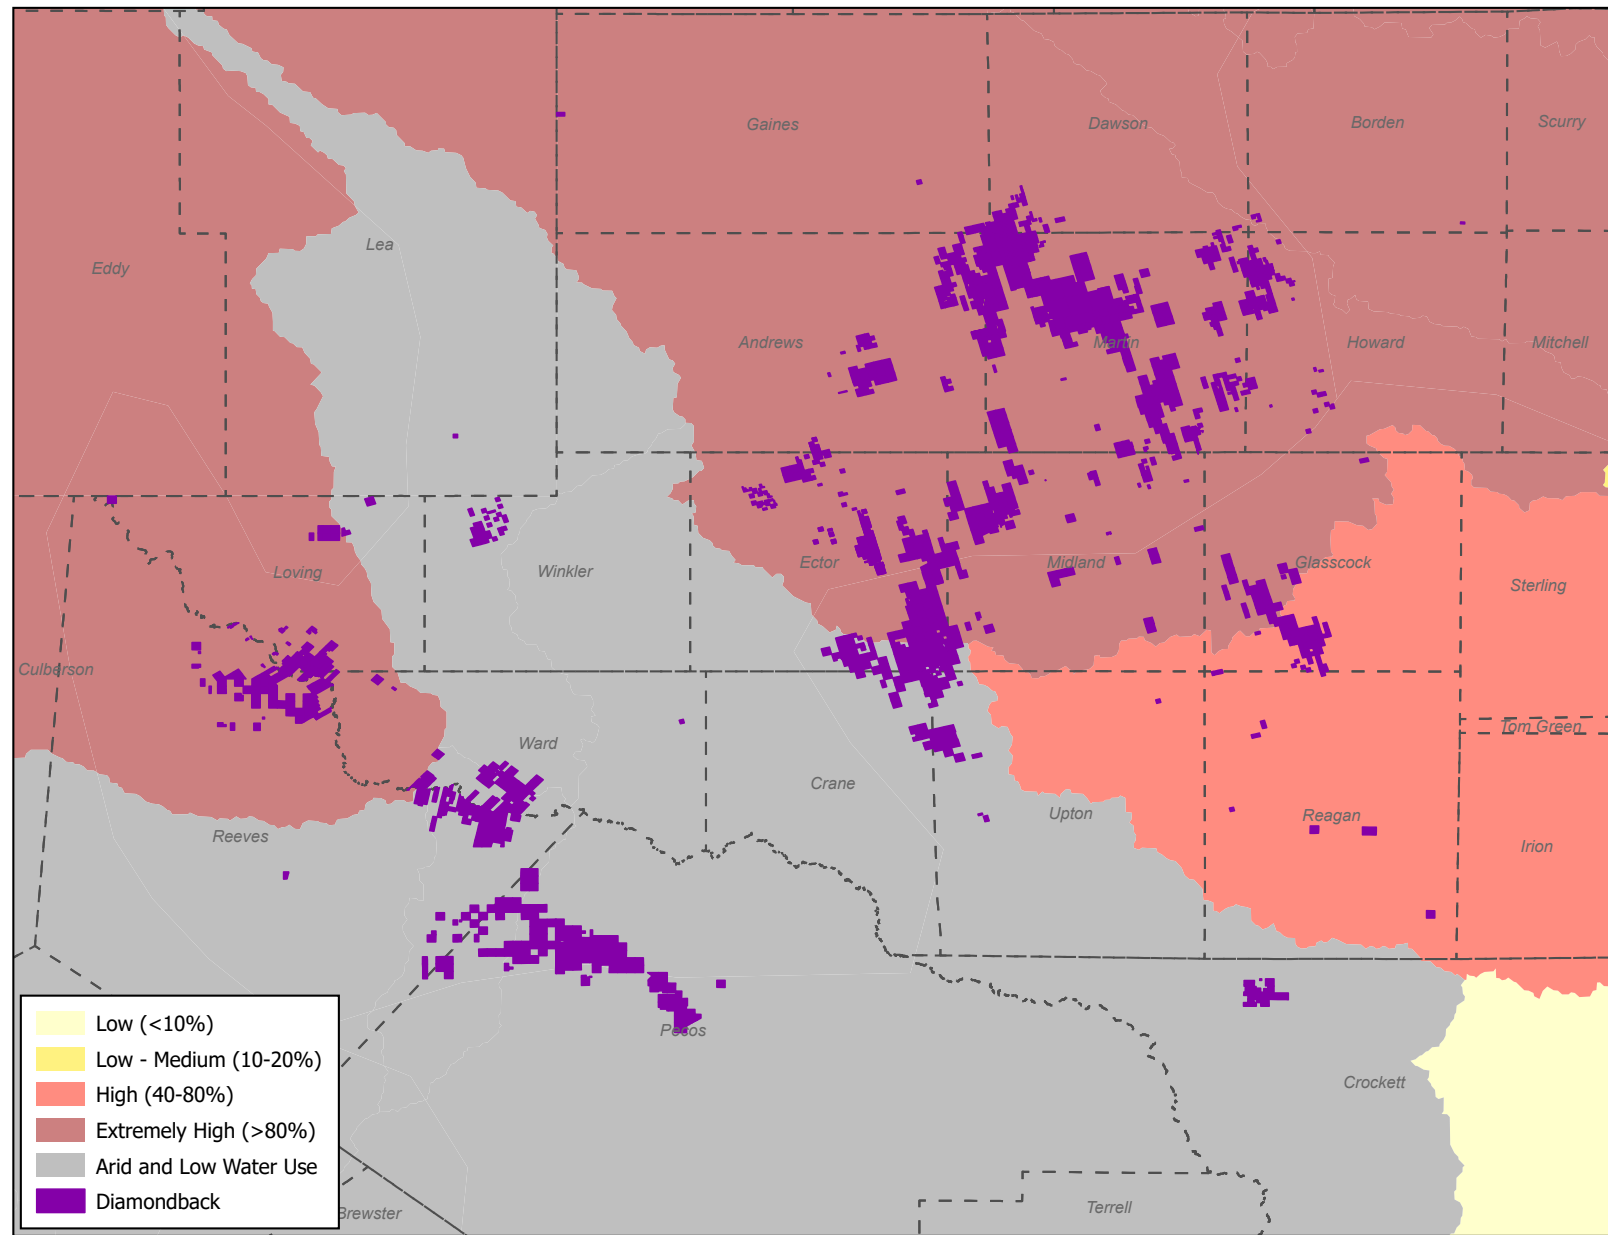 Gaines
Dawson
Borden
Scurry
Lea
Eddy
Andrews
Martin
Howard
Mitchell
Loving
Winkler
Ector
Midland
Glasscock
Sterling
Culberson
Ward
Crane
Upton
Reagan
Tom Green
Reeves
Irion
Pecos
Crockett
Terrell
Brewster
Low (<10%)
Low - Medium (10-20%)
High (40-80%)
Extremely High (>80%)
Arid and Low Water Use
Diamondback